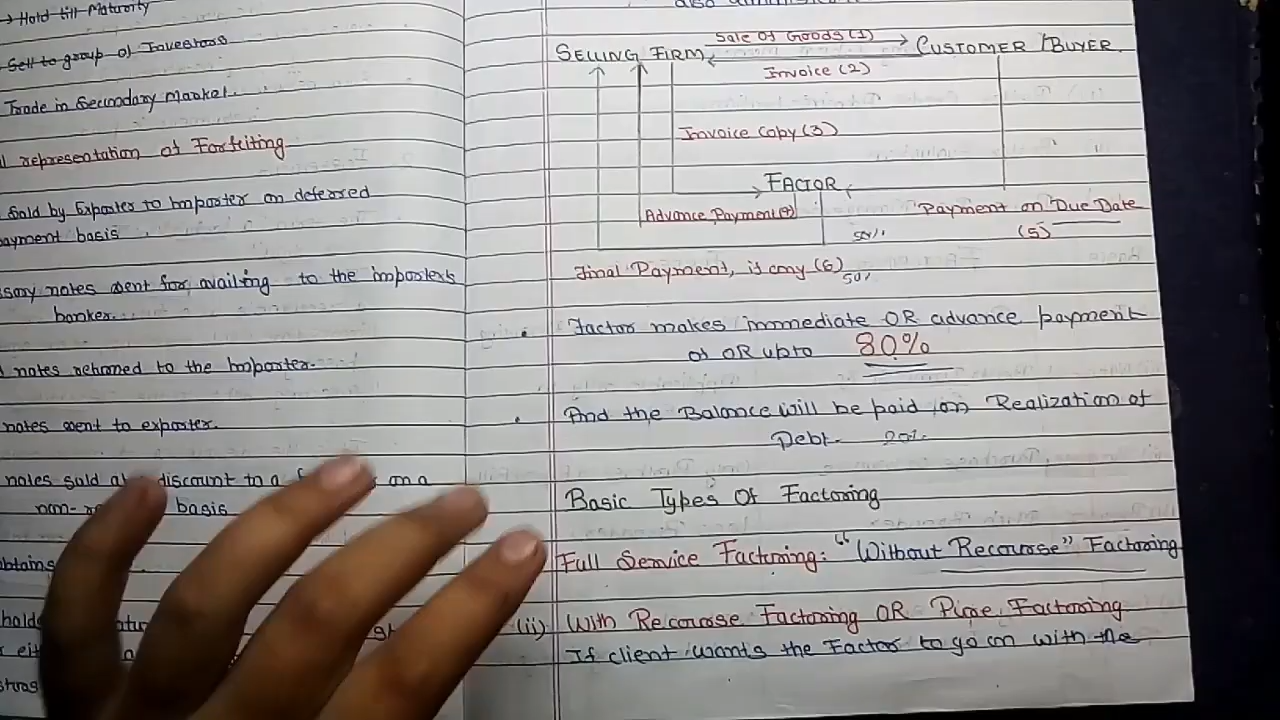 → Hold till Maturity
Sell to group of Investors
Trade in Secondary Market.
representation of Forfeiting
Sold by Exporter to Importer on deferred
payment basis
notes sent for availing to the importer's
banker.
notes returned to the Importer.
notes sent to exporter.
notes sold at discount to a on a
basis
SELLING FIRM
Sale Of Goods (1)
CUSTOMER / BUYER.
Invoice (2)
Invoice Copy (3)
FACTOR
Advance Payment (4)
Payment on Due Date
50%
(5)
Final Payment, if any (6)
50%
Factor makes immediate OR advance payment
of OR upto 80%
And the Balance will be paid on Realization of
Debt. 20%
Basic Types Of Factoring
Full Service Factoring: "Without Recourse" Factoring
(ii) With Recourse Factoring OR Pure Factoring
If client wants the Factor to go on with the